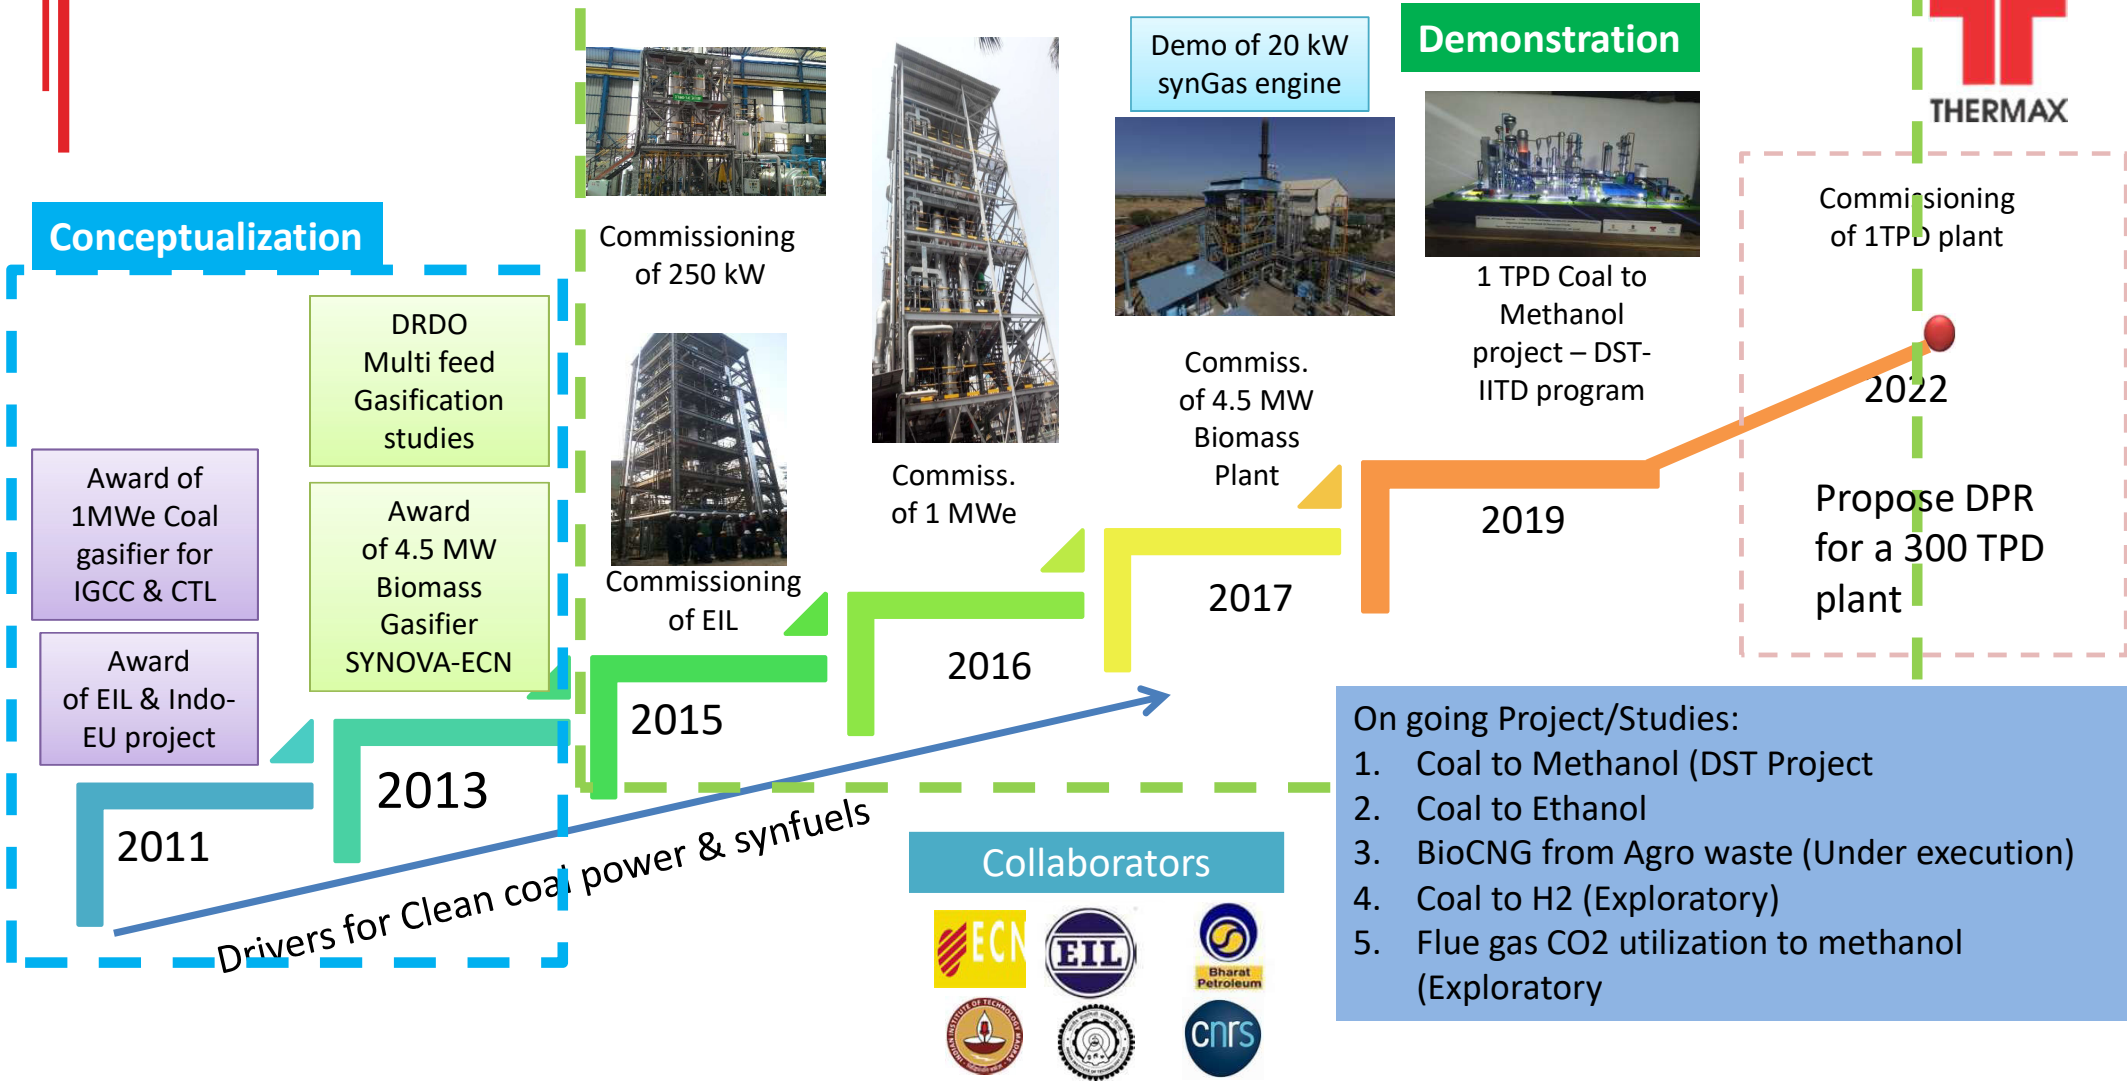 THERMAX
Conceptualization
Demonstration
Demo of 20 kW
synGas engine
Award of
1MWe Coal
gasifier for
IGCC & CTL
Award
of EIL & Indo-
EU project
2011
DRDO
Multi feed
Gasification
studies
Award
of 4.5 MW
Biomass
Gasifier
SYNOVA-ECN
2013
Commissioning
of 250 kW
Commissioning
of EIL
2015
Commiss.
of 1 MWe
2016
Commiss.
of 4.5 MW
Biomass
Plant
2017
1 TPD Coal to
Methanol
project – DST-
IITD program
2019
Commissioning
of 1TPD plant
2022
Propose DPR
for a 300 TPD
plant
Drivers for Clean coal power & synfuels
Collaborators
ECN
EIL
Bharat
Petroleum
INDIAN INSTITUTE OF TECHNOLOGY MADRAS
cnrs
On going Project/Studies:
1. Coal to Methanol (DST Project
2. Coal to Ethanol
3. BioCNG from Agro waste (Under execution)
4. Coal to H2 (Exploratory)
5. Flue gas CO2 utilization to methanol
(Exploratory